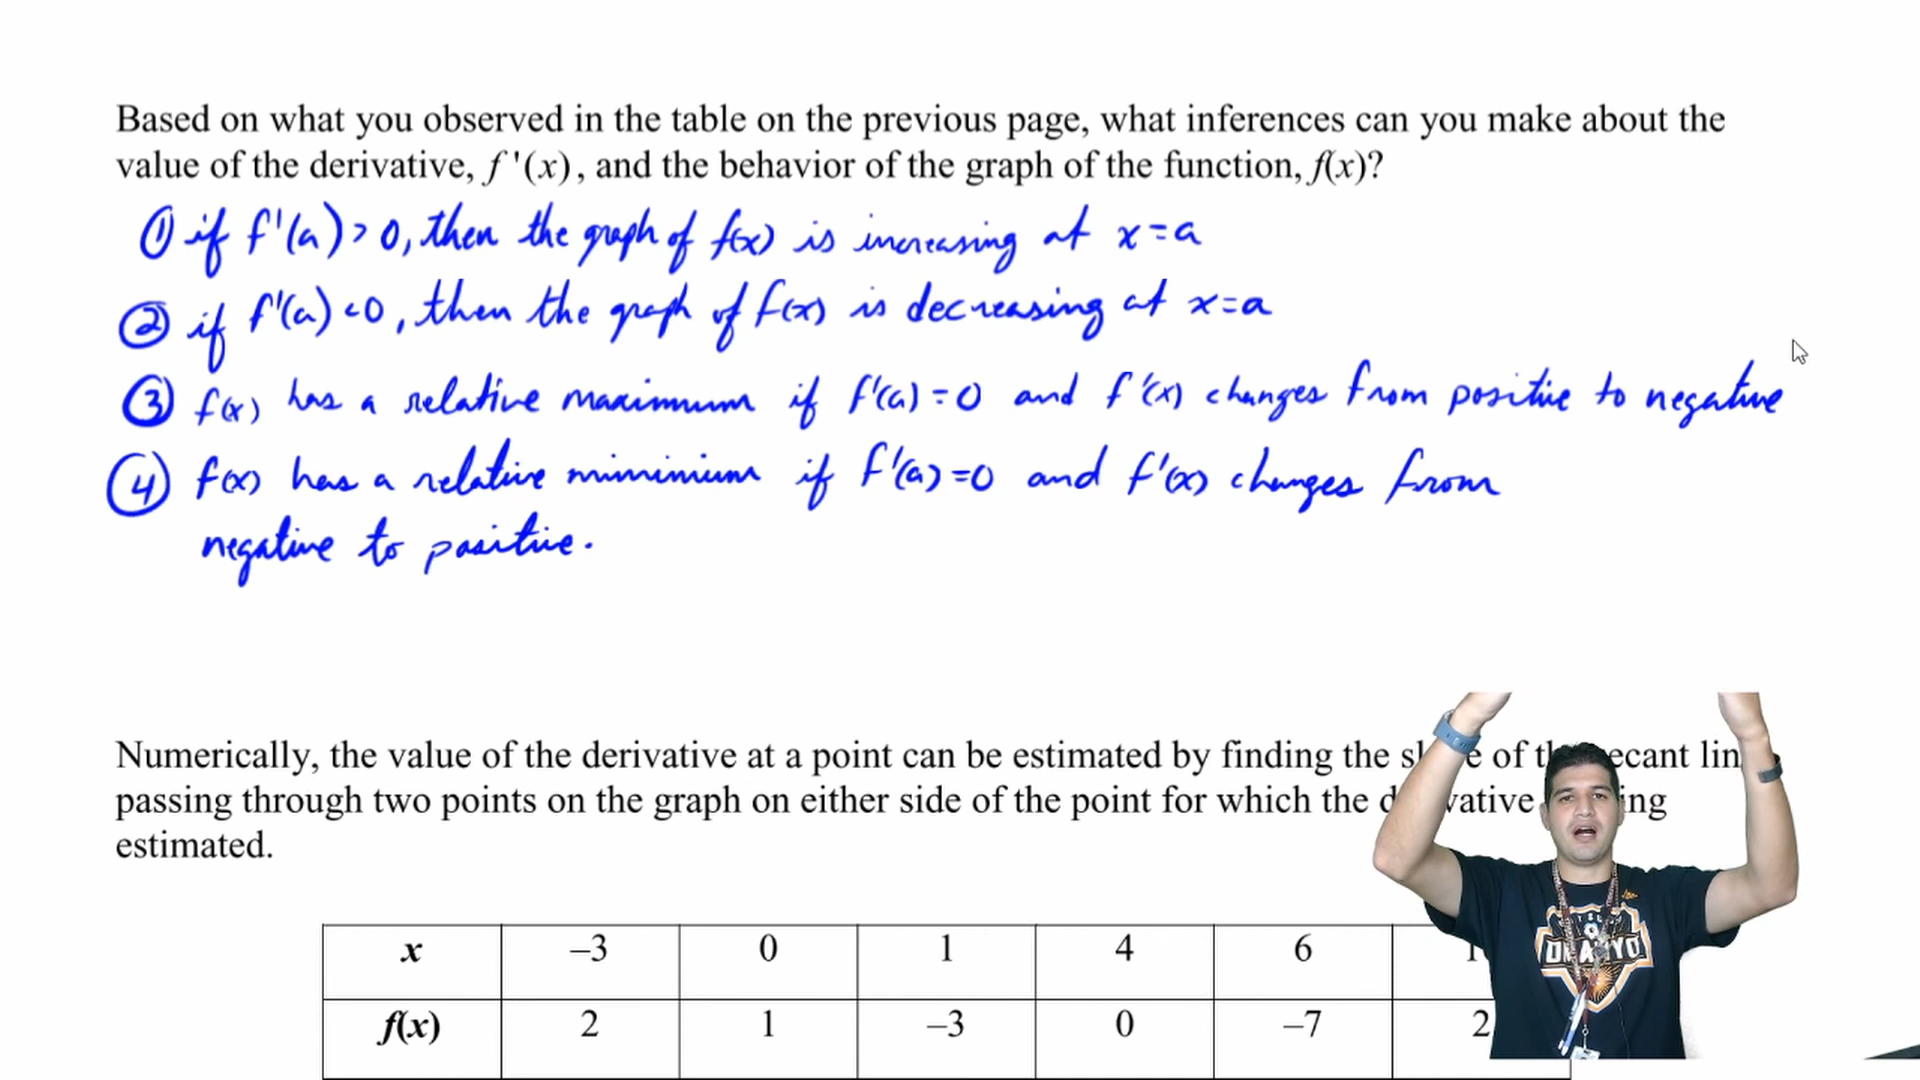 Based on what you observed in the table on the previous page, what inferences can you make about the
value of the derivative, f '(x), and the behavior of the graph of the function, f(x)?
① if f'(a)>0, then the graph of f(x) is increasing at x=a
② if f'(a)<0, then the graph of f(x) is decreasing at x=a
③ f(x) has a relative maximum if f'(a)=0 and f'(x) changes from positive to negative
④ f(x) has a relative minimum if f'(a)=0 and f'(x) changes from
negative to positive.
Numerically, the value of the derivative at a point can be estimated by finding the of
passing through two points on the graph on either side of the point for which the
estimated.
x –3 0 1 4 6
f(x) 2 1 –3 0 –7 2